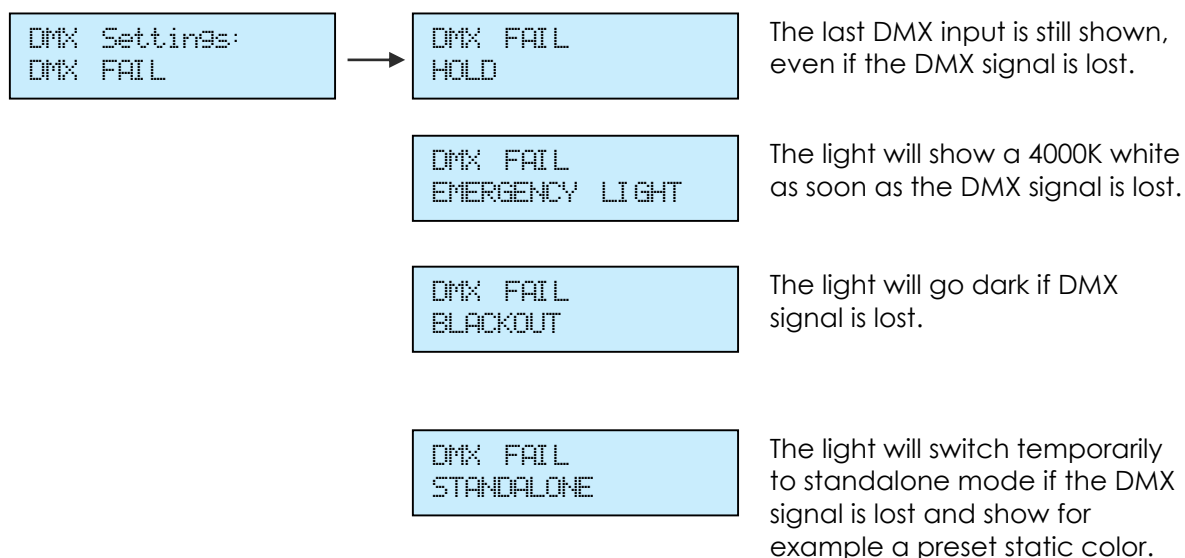 DMX Settings:
DMX FAIL
DMX FAIL
HOLD
The last DMX input is still shown,
even if the DMX signal is lost.
DMX FAIL
EMERGENCY LIGHT
The light will show a 4000K white
as soon as the DMX signal is lost.
DMX FAIL
BLACKOUT
The light will go dark if DMX
signal is lost.
DMX FAIL
STANDALONE
The light will switch temporarily
to standalone mode if the DMX
signal is lost and show for
example a preset static color.